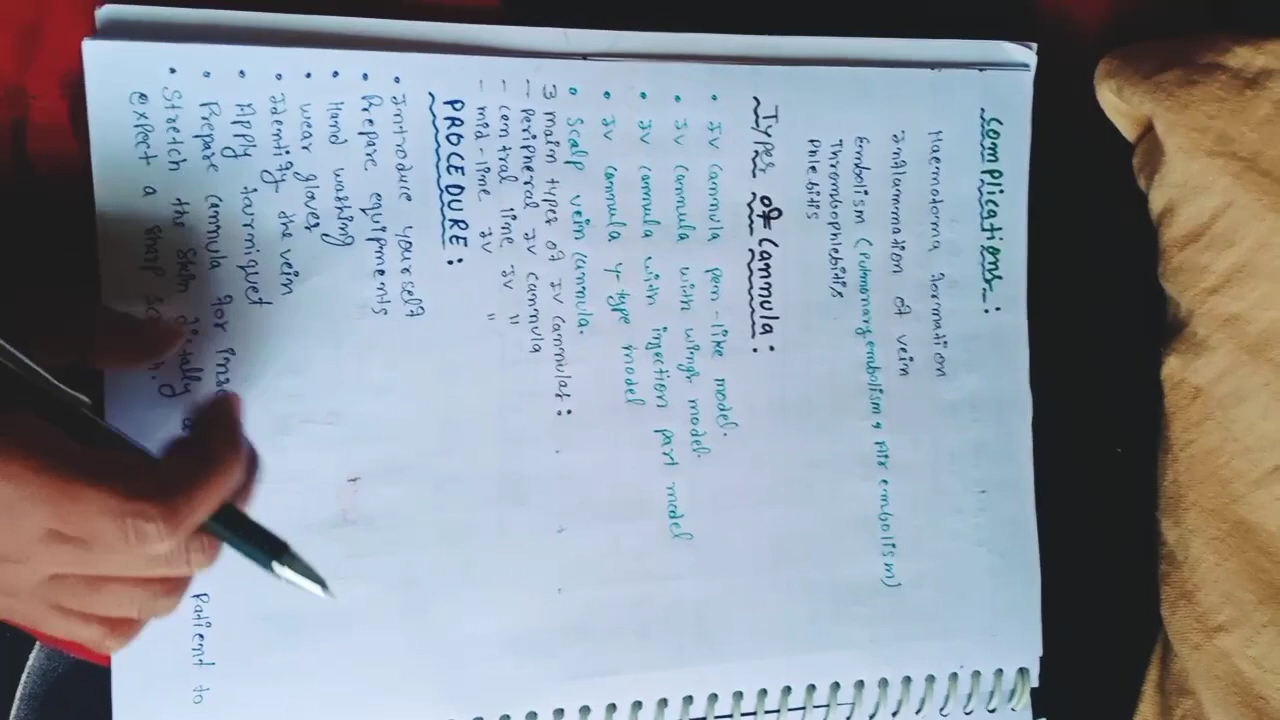 Complications :
Haematoma formation
Inflammation of vein
Embolism (pulmonary embolism, Air embolism)
Thrombophlebitis
Phlebitis
Types of Cannula :
• IV Cannula pen-like model.
• IV Cannula with wings model.
• IV Cannula with injection part model
• IV Cannula Y-type model
• Scalp vein Cannula.
3 main types of IV Cannulas :
- Peripheral IV Cannula
- Central line IV "
- mid-line IV "
PROCEDURE :
• Introduce yourself
• Prepare equipments
• Hand washing
• Wear gloves
• Identify the vein
• Apply
• Prepare Cannula for
• Stretch the skin Patient to
expect a sharp